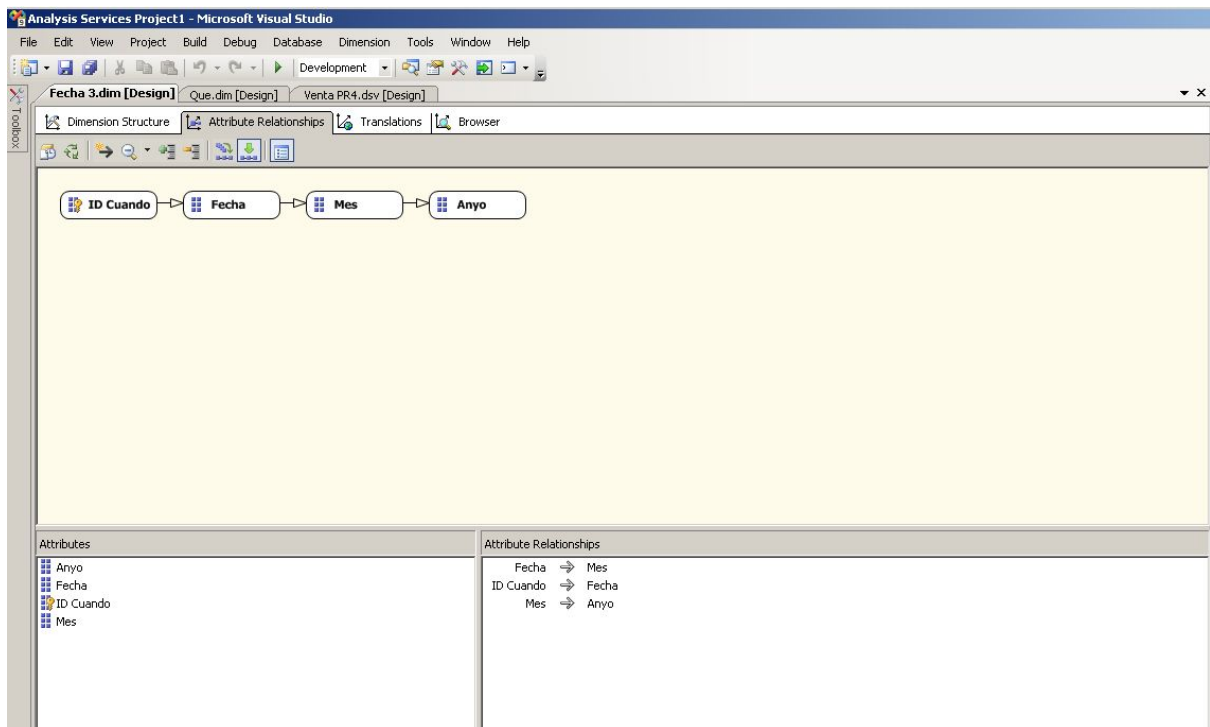 Analysis Services Project1 - Microsoft Visual Studio
File Edit View Project Build Debug Database Dimension Tools Window Help
Development
Fecha 3.dim [Design] Que.dim [Design] Venta PR4.dsv [Design]
Toolbox
Dimension Structure Attribute Relationships Translations Browser
ID Cuando Fecha Mes Anyo
Attributes
Anyo
Fecha
ID Cuando
Mes
Attribute Relationships
Fecha ⇒ Mes
ID Cuando ⇒ Fecha
Mes ⇒ Anyo